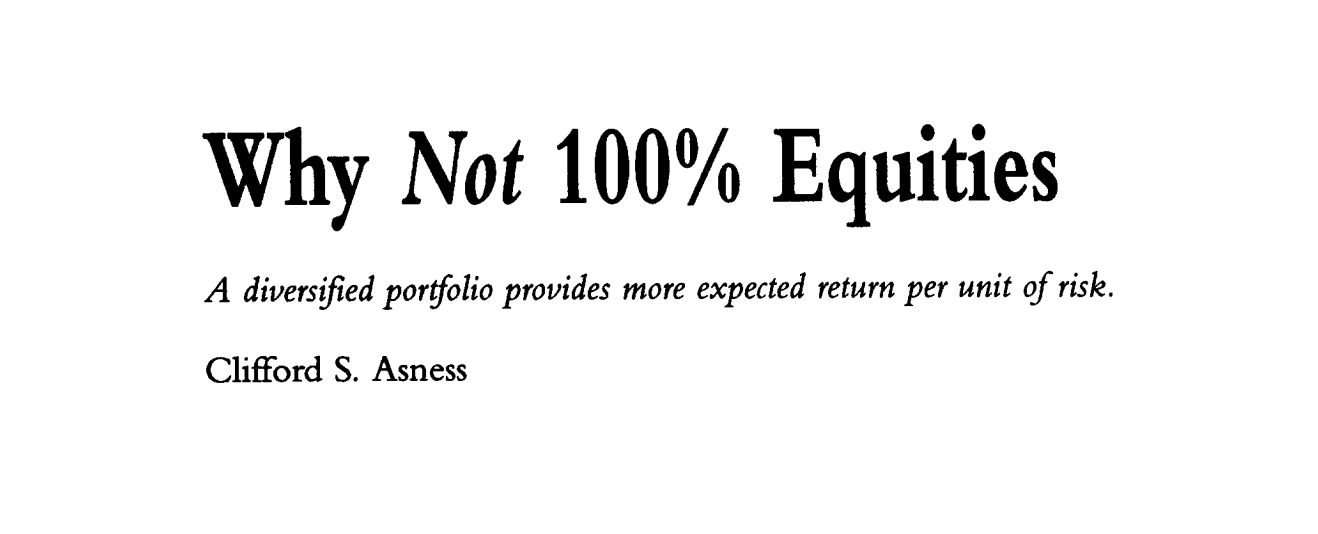 Why Not 100% Equities
A diversified portfolio provides more expected return per unit of risk.
Clifford S. Asness